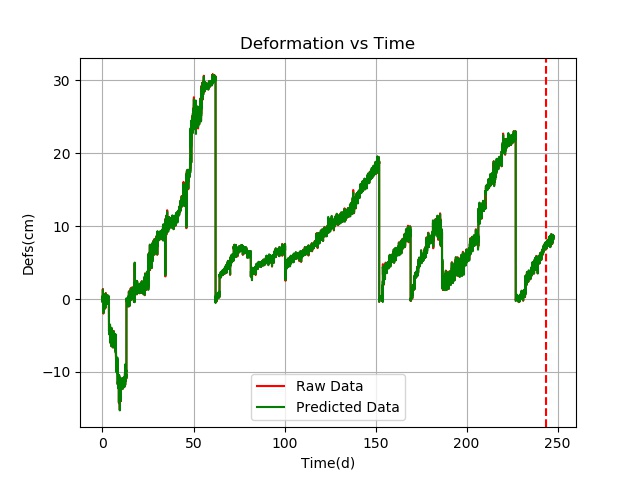 Deformation vs Time
30
20
10
0
−10
Defs(cm)
Raw Data
Predicted Data
0
50
100
150
200
250
Time(d)